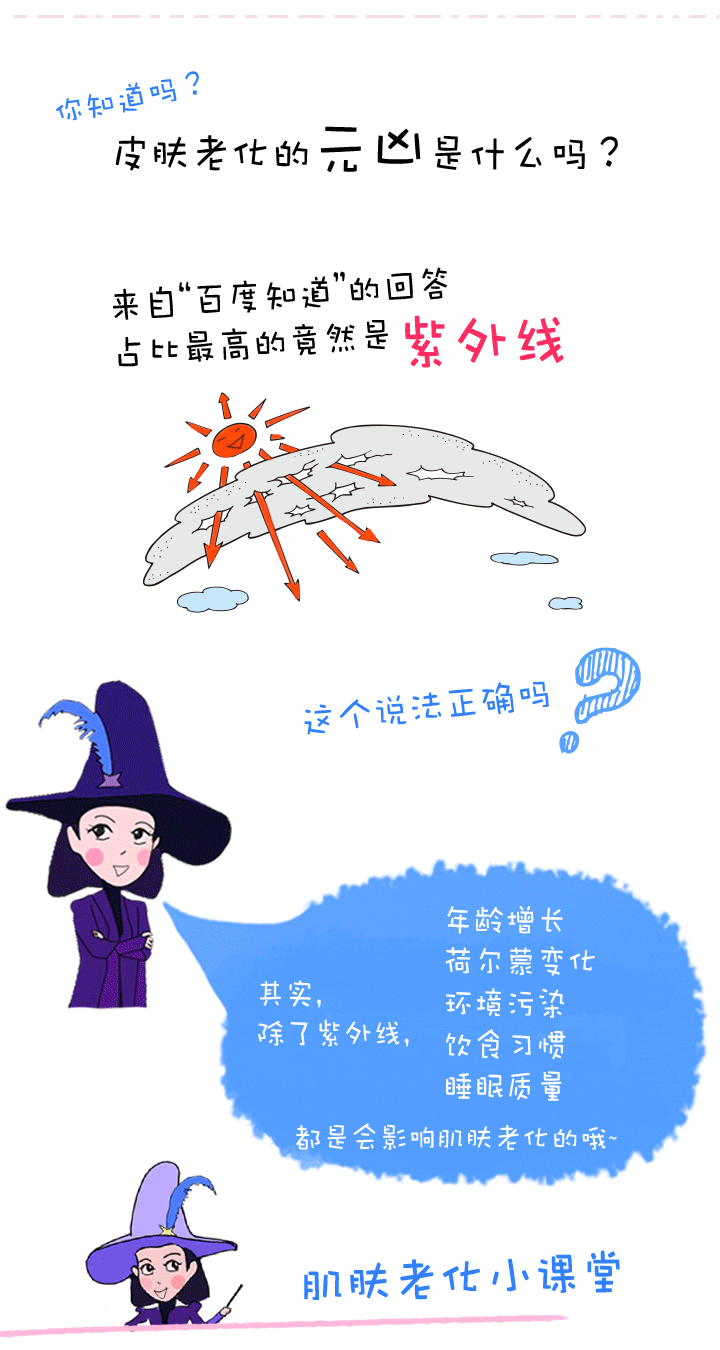 你知道吗？
皮肤老化的元凶是什么吗？
来自“百度知道”的回答
占比最高的竟然是紫外线
这个说法正确吗？
其实，
除了紫外线，
年龄增长
荷尔蒙变化
环境污染
饮食习惯
睡眠质量
都是会影响肌肤老化的哦~
肌肤老化小课堂